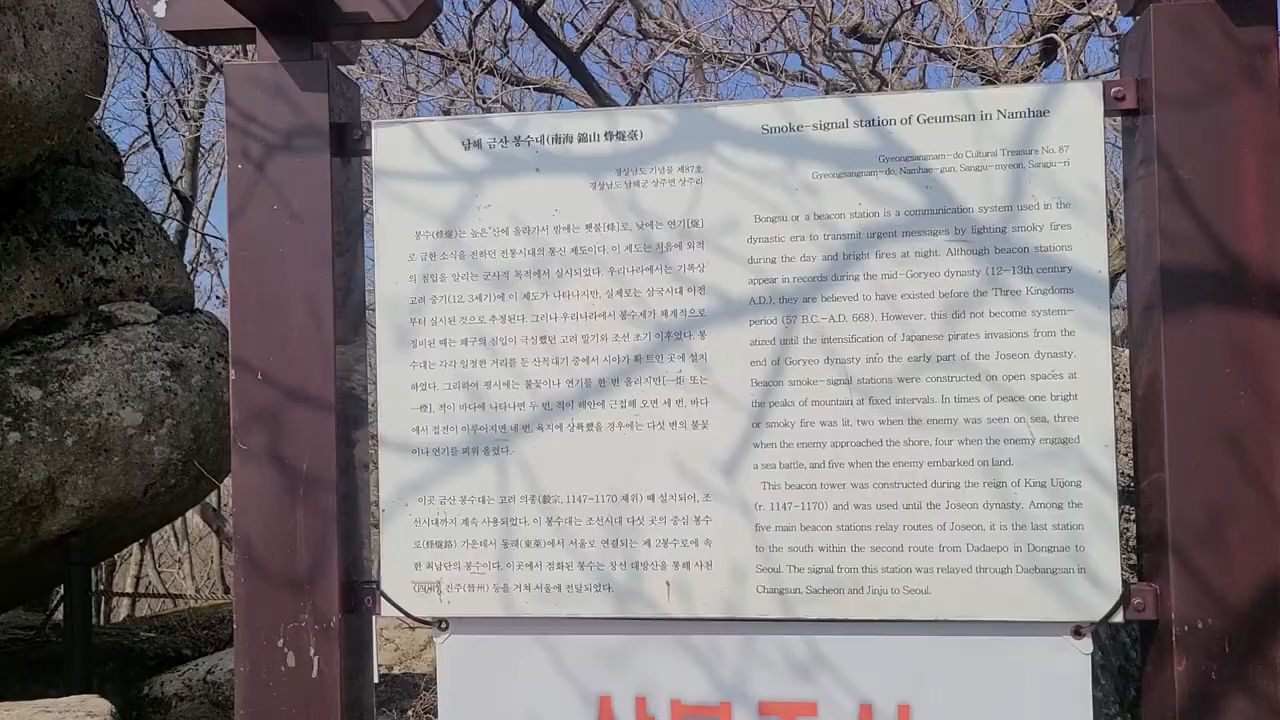 남해 금산 봉수대(南海 錦山 烽燧臺)
경상남도 기념물 제87호
경상남도 남해군 상주면 상주리
봉수(烽燧)는 높은 산에 올라가서 밤에는 횃불[烽]로, 낮에는 연기[燧]
로 급한 소식을 전하던 전통시대의 통신 제도이다. 이 제도는 처음에 외적
의 침입을 알리는 군사적 목적에서 실시되었다. 우리나라에서는 기록상
고려 중기(12, 3세기)에 이 제도가 나타나지만, 실제로는 삼국시대 이전
부터 실시된 것으로 추정된다. 그러나 우리나라에서 봉수제가 체계적으로
정비된 때는 왜구의 침입이 극심했던 고려 말기와 조선 초기 이후였다. 봉
수대는 각각 일정한 거리를 둔 산꼭대기 중에서 시야가 확 트인 곳에 설치
하였다. 그리하여 평시에는 불꽃이나 연기를 한 번 올리지만[一炬 또는
一煙], 적이 바다에 나타나면 두 번, 적이 해안에 근접해 오면 세 번, 바다
에서 접전이 이루어지면 네 번, 육지에 상륙했을 경우에는 다섯 번의 불꽃
이나 연기를 피워 올렸다.
이곳 금산 봉수대는 고려 의종(毅宗, 1147~1170 재위) 때 설치되어, 조
선시대까지 계속 사용되었다. 이 봉수대는 조선시대 다섯 곳의 중심 봉수
로(烽燧路) 가운데서 동래(東萊)에서 서울로 연결되는 제 2봉수로에 속
한 최남단의 봉수이다. 이곳에서 점화된 봉수는 창선 대방산을 통해 사천
(泗川), 진주(晉州) 등을 거쳐 서울에 전달되었다.
Smoke-signal station of Geumsan in Namhae
Gyeongsangnam-do Cultural Treasure No. 87
Gyeongsangnam-do, Namhae-gun, Sangju-myeon, Sangju-ri
Bongsu or a beacon station is a communication system used in the
dynastic era to transmit urgent messages by lighting smoky fires
during the day and bright fires at night. Although beacon stations
appear in records during the mid-Goryeo dynasty (12-13th century
A.D.), they are believed to have existed before the Three Kingdoms
period (57 B.C.-A.D. 668). However, this did not become system-
atized until the intensification of Japanese pirates invasions from the
end of Goryeo dynasty into the early part of the Joseon dynasty.
Beacon smoke-signal stations were constructed on open spaces at
the peaks of mountain at fixed intervals. In times of peace one bright
or smoky fire was lit, two when the enemy was seen on sea, three
when the enemy approached the shore, four when the enemy engaged
a sea battle, and five when the enemy embarked on land.
This beacon tower was constructed during the reign of King Uijong
(r. 1147-1170) and was used until the Joseon dynasty. Among the
five main beacon stations relay routes of Joseon, it is the last station
to the south within the second route from Dadaepo in Dongnae to
Seoul. The signal from this station was relayed through Daebangsan in
Changsun, Sacheon and Jinju to Seoul.